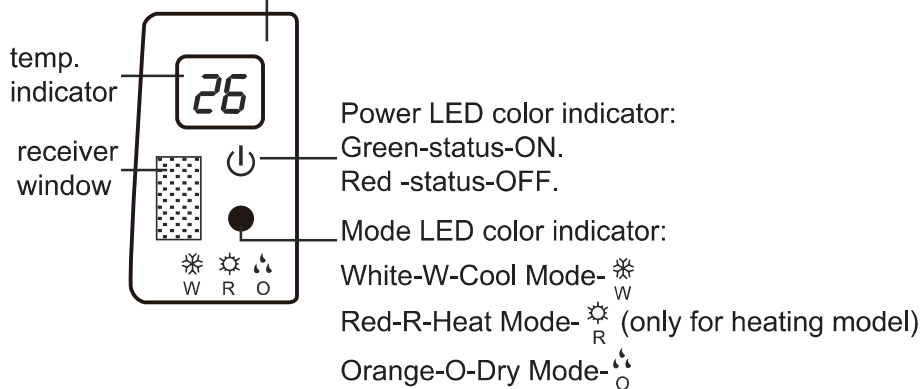 temp.
indicator
26
receiver
window
Power LED color indicator:
Green-status-ON.
Red -status-OFF.
Mode LED color indicator:
W R O
White-W-Cool Mode- W
Red-R-Heat Mode- R (only for heating model)
Orange-O-Dry Mode- O